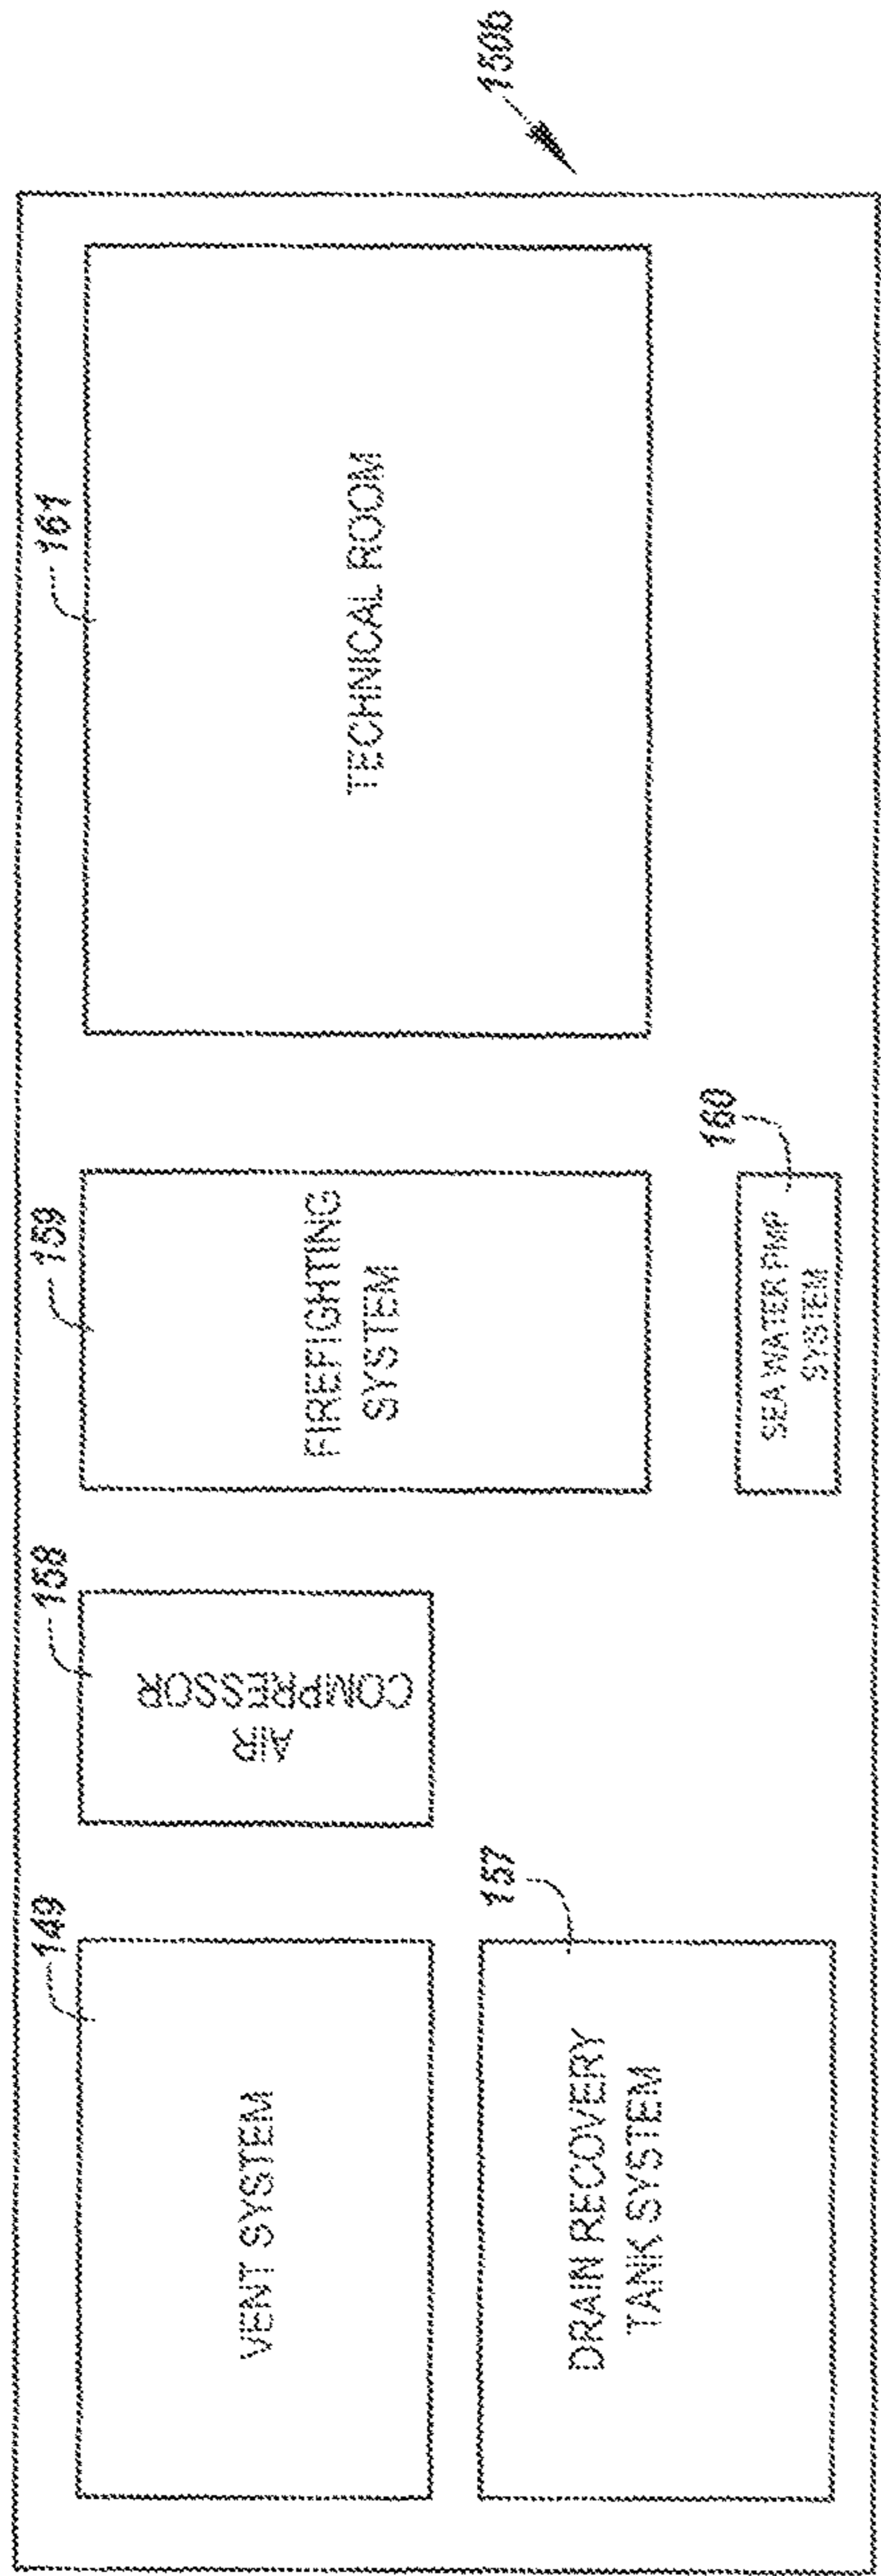 150b
149
VENT SYSTEM
158
AIR
COMPRESSOR
159
FIREFIGHTING
SYSTEM
161
TECHNICAL ROOM
157
DRAIN RECOVERY
TANK SYSTEM
160
SEA WATER PMP
SYSTEM